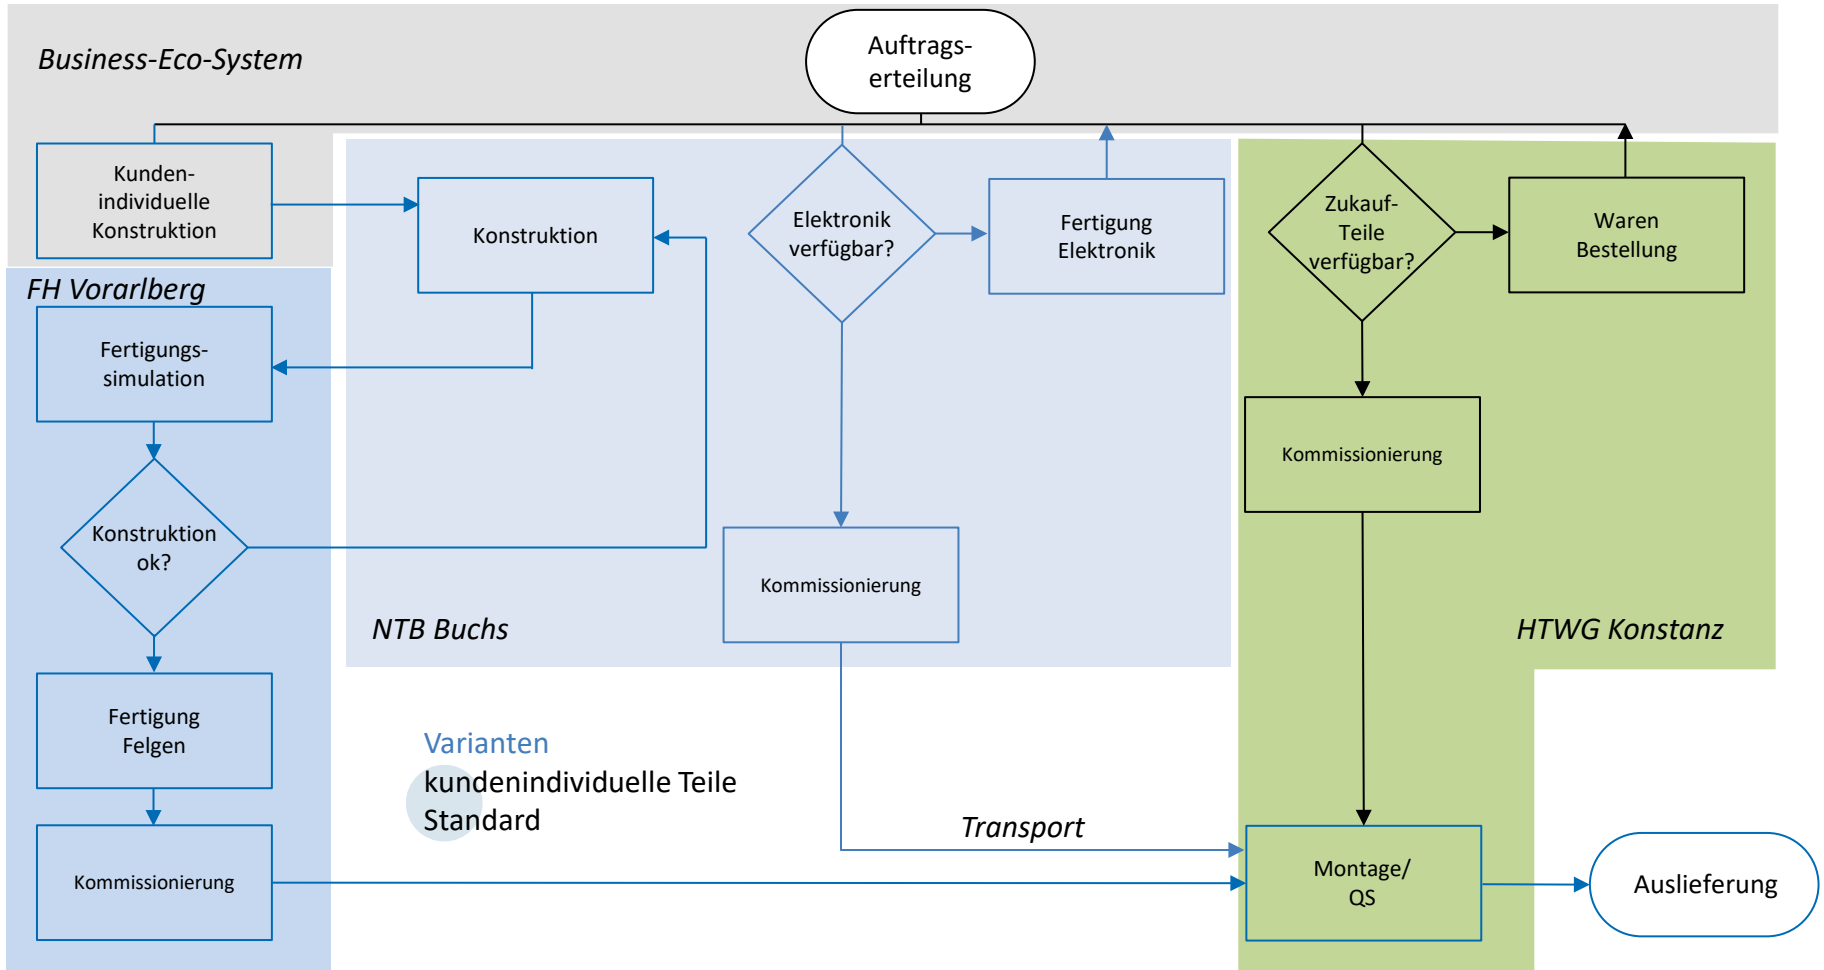 Business-Eco-System
Auftrags-
erteilung
Kunden-
individuelle
Konstruktion
Konstruktion
Elektronik
verfügbar?
Fertigung
Elektronik
Zukauf-
Teile
verfügbar?
Waren
Bestellung
FH Vorarlberg
Fertigungs-
simulation
Kommissionierung
Konstruktion
ok?
Kommissionierung
NTB Buchs
HTWG Konstanz
Fertigung
Felgen
Varianten
kundenindividuelle Teile
Standard
Transport
Kommissionierung
Montage/
QS
Auslieferung